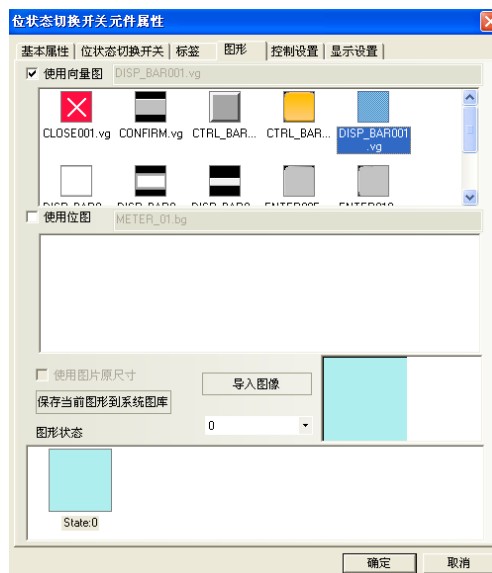 位状态切换开关元件属性
基本属性 位状态切换开关 标签 图形 控制设置 显示设置
使用向量图 DISP_BAR001.vg
CLOSE001.vg CONFIRM.vg CTRL_BAR... CTRL_BAR... DISP_BAR001
.vg
使用位图 METER_01.bg
使用图片原尺寸
导入图像
保存当前图形到系统图库
图形状态
0
State:0
确定 取消